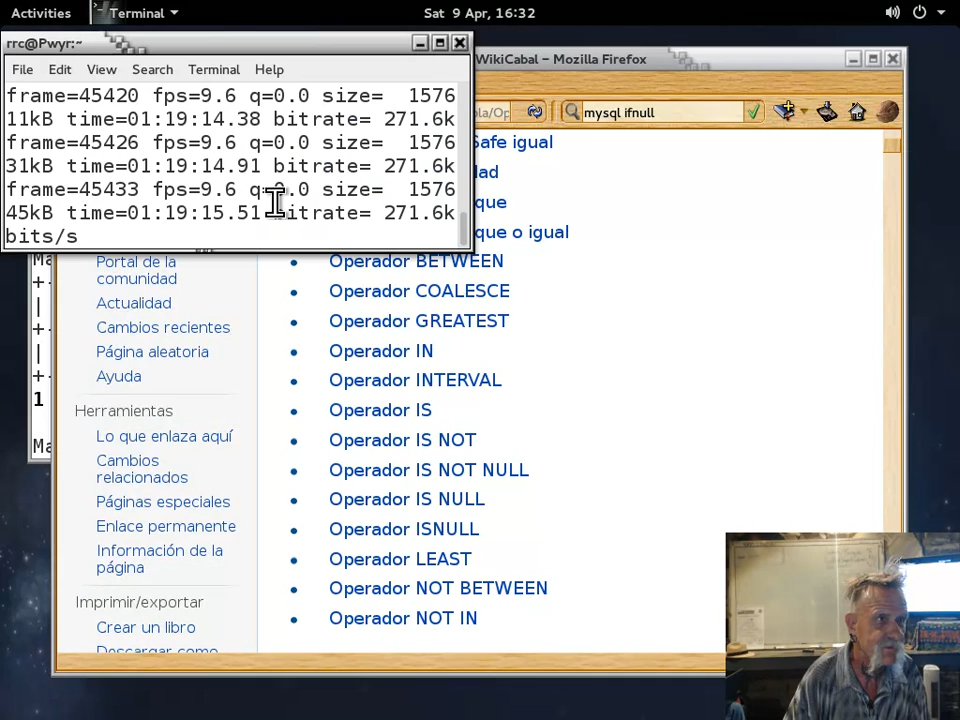 Activities
Terminal
Sat 9 Apr, 16:32
rrc@Pwyr:~
File Edit View Search Terminal Help
frame=45420 fps=9.6 q=0.0 size=  1576
11kB time=01:19:14.38 bitrate= 271.6k
frame=45426 fps=9.6 q=0.0 size=  1576
31kB time=01:19:14.91 bitrate= 271.6k
frame=45433 fps=9.6 q=0.0 size=  1576
45kB time=01:19:15.51 bitrate= 271.6k
bits/s
WikiCabal – Mozilla Firefox
mysql ifnull
Safe igual
que
que o igual
Operador BETWEEN
Operador COALESCE
Operador GREATEST
Operador IN
Operador INTERVAL
Operador IS
Operador IS NOT
Operador IS NOT NULL
Operador IS NULL
Operador ISNULL
Operador LEAST
Operador NOT BETWEEN
Operador NOT IN
Portal de la
comunidad
Actualidad
Cambios recientes
Página aleatoria
Ayuda
Herramientas
Lo que enlaza aquí
Cambios
relacionados
Páginas especiales
Enlace permanente
Información de la
página
Imprimir/exportar
Crear un libro
Descargar como
1